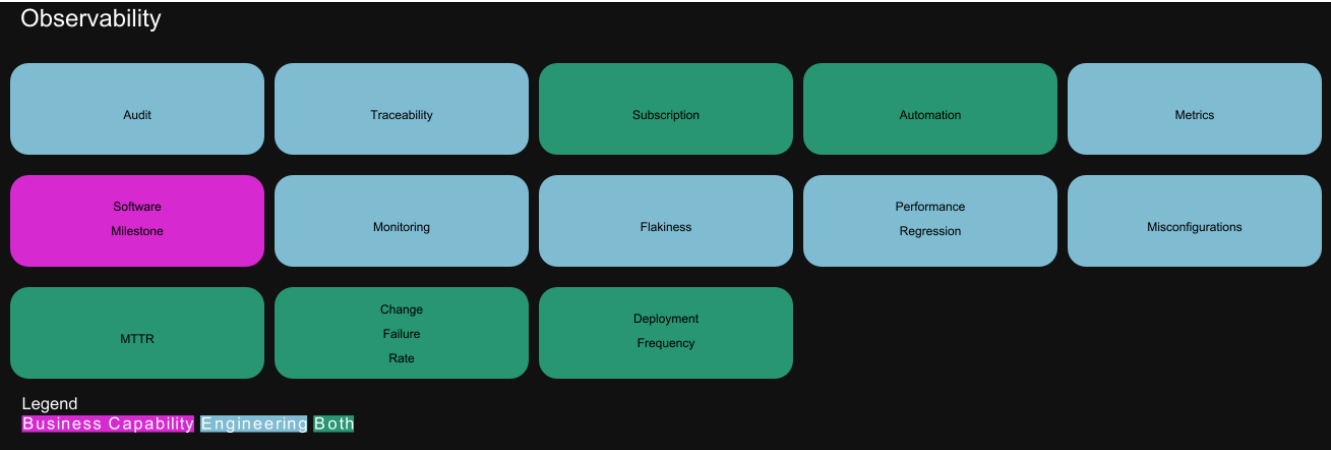 Observability
Audit
Traceability
Subscription
Automation
Metrics
Software
Milestone
Monitoring
Flakiness
Performance
Regression
Misconfigurations
MTTR
Change
Failure
Rate
Deployment
Frequency
Legend
Business Capability Engineering Both